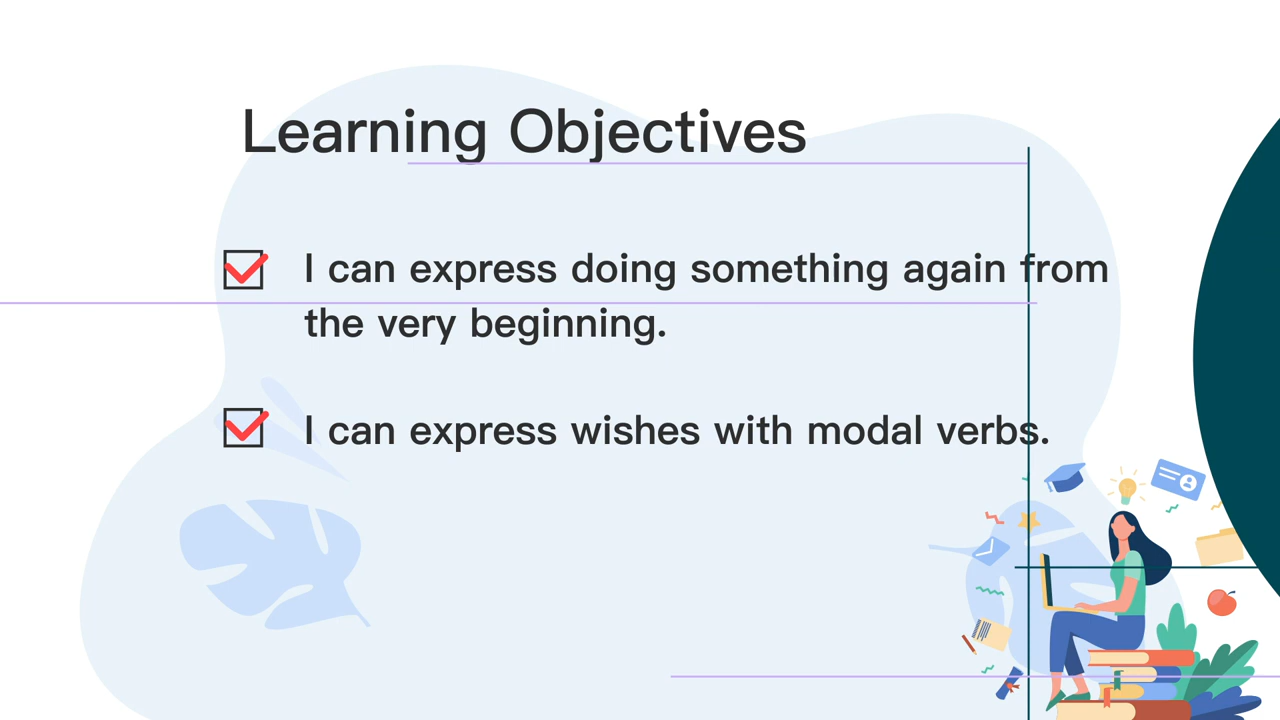 Learning Objectives
I can express doing something again from
the very beginning.
I can express wishes with modal verbs.